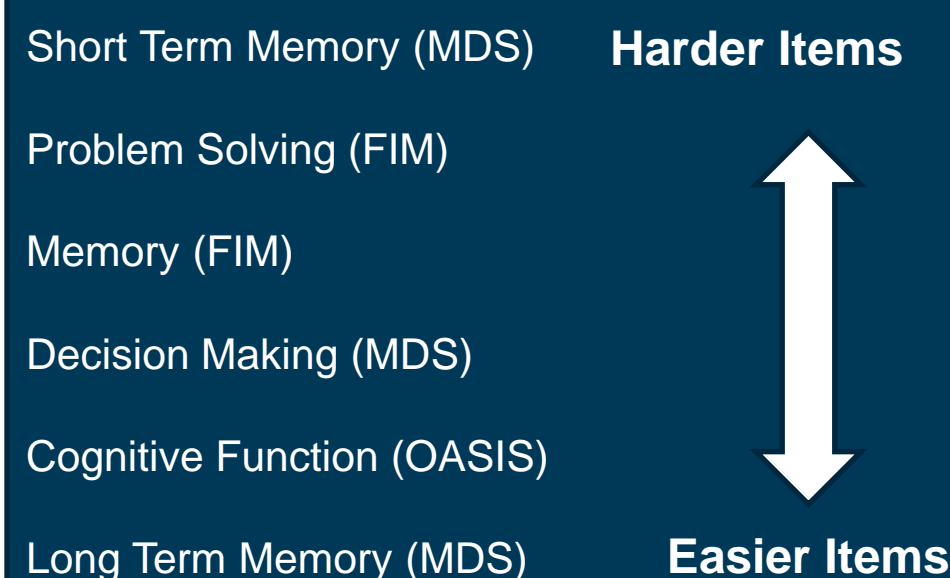 Short Term Memory (MDS) Harder Items
Problem Solving (FIM)
Memory (FIM)
Decision Making (MDS)
Cognitive Function (OASIS)
Long Term Memory (MDS) Easier Items